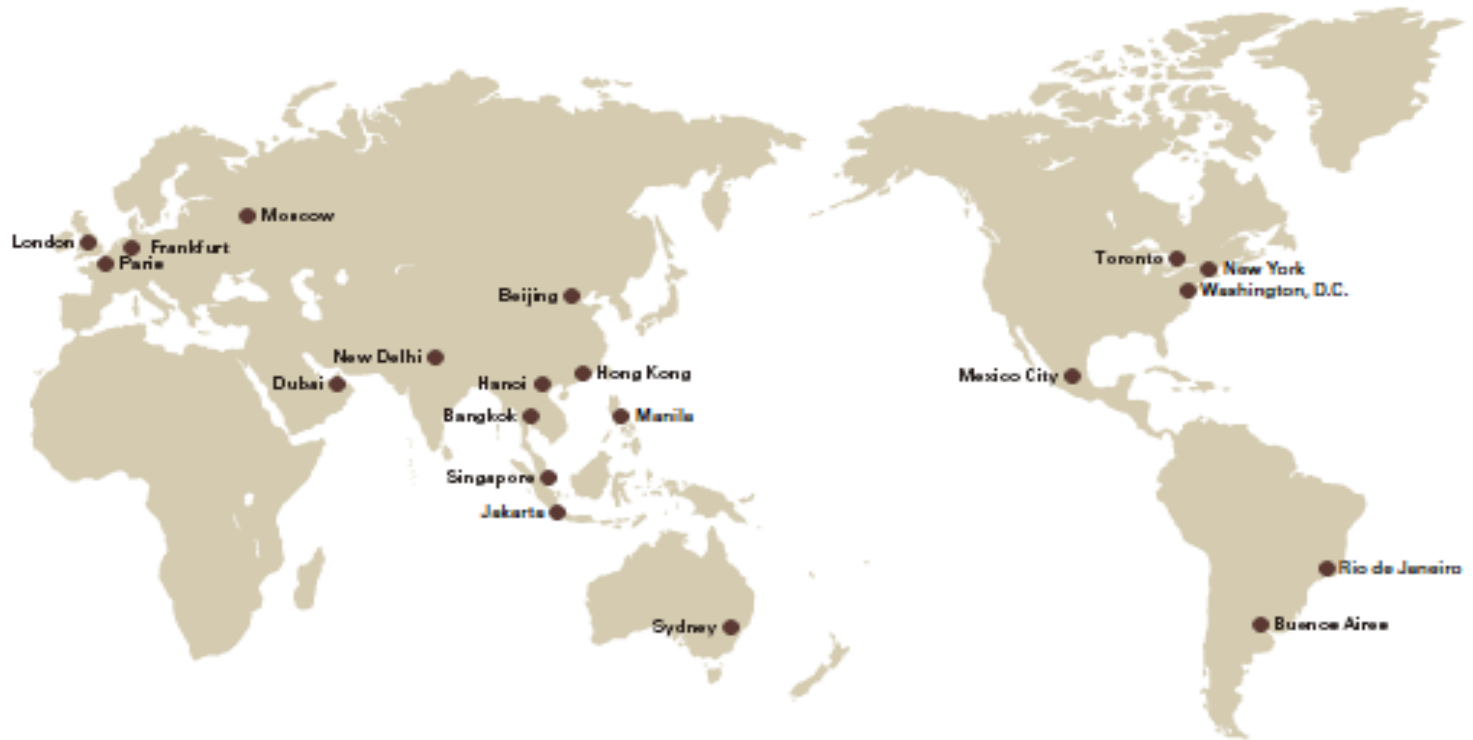 Moscow
London
Frankfurt
Paris
Toronto
New York
Washington, D.C.
Beijing
New Delhi
Hong Kong
Mexico City
Dubai
Hanoi
Bangkok
Manila
Singapore
Jakarta
Rio de Janeiro
Sydney
Buenos Aires